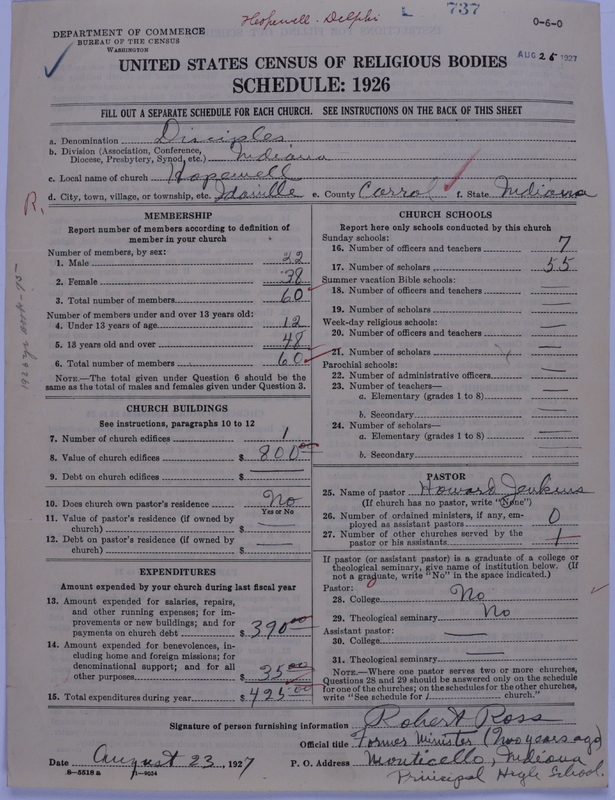 Hopewell - Delphi
L 737
0-6-0
DEPARTMENT OF COMMERCE
BUREAU OF THE CENSUS
WASHINGTON
AUG 26 1927
UNITED STATES CENSUS OF RELIGIOUS BODIES
SCHEDULE: 1926
FILL OUT A SEPARATE SCHEDULE FOR EACH CHURCH. SEE INSTRUCTIONS ON THE BACK OF THIS SHEET
a. Denomination Disciples
b. Division (Association, Conference, Diocese, Presbytery, Synod, etc.) Indiana
c. Local name of church Hopewell
d. City, town, village, or township, etc. Idaville e. County Carrol f. State Indiana
R.
MEMBERSHIP
Report number of members according to definition of
member in your church
Number of members, by sex:
1. Male 22
2. Female 38
3. Total number of members 60
Number of members under and over 13 years old:
4. Under 13 years of age 12
5. 13 years old and over 48
6. Total number of members 60
NOTE.—The total given under Question 6 should be
same as the total of males and females given under Question 3.
CHURCH BUILDINGS
See instructions, paragraphs 10 to 12
7. Number of church edifices 1
8. Value of church edifices $ 800 00
9. Debt on church edifices $ —
10. Does church own pastor's residence No
Yes or No
11. Value of pastor's residence (if owned by
church) $ —
12. Debt on pastor's residence (if owned by
church) $ —
EXPENDITURES
Amount expended by your church during last fiscal year
13. Amount expended for salaries, repairs,
and other running expenses; for im-
provements or new buildings; and for
payments on church debt $ 390 00
14. Amount expended for benevolences, in-
cluding home and foreign missions; for
denominational support; and for all
other purposes $ 35 00
15. Total expenditures during year $ 425 00
CHURCH SCHOOLS
Report here only schools conducted by this church
Sunday schools:
16. Number of officers and teachers 7
17. Number of scholars 55
Summer vacation Bible schools:
18. Number of officers and teachers —
19. Number of scholars —
Week-day religious schools:
20. Number of officers and teachers —
21. Number of scholars —
Parochial schools:
22. Number of administrative officers —
23. Number of teachers—
a. Elementary (grades 1 to 8) —
b. Secondary —
24. Number of scholars—
a. Elementary (grades 1 to 8) —
b. Secondary —
PASTOR
25. Name of pastor Howard Jenkins
(If church has no pastor, write "None")
26. Number of ordained ministers, if any, em-
ployed as assistant pastors 0
27. Number of other churches served by the
pastor or his assistants 1
If pastor (or assistant pastor) is a graduate of a college or
theological seminary, give name of institution below. (If
not a graduate, write "No" in the space indicated.)
Pastor:
28. College No
29. Theological seminary No
Assistant pastor:
30. College —
31. Theological seminary —
NOTE.—Where one pastor serves two or more churches,
Questions 28 and 29 should be answered only on the schedule
for one of the churches; on the schedules for the other churches,
write "See schedule for / church."
Signature of person furnishing information Robert Ross
Official title Former Minister (Two years ago)
Date August 23, 1927 P. O. Address Monticello, Indiana
8—5518 a 11—9034
Principal High School.